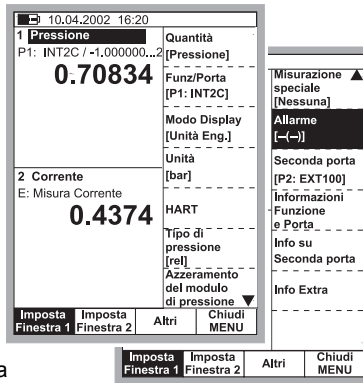 10.04.2002 16:20
1 Pressione
P1: INT2C / -1.000000...2
0.70834
2 Corrente
E: Misura Corrente
0.4374
Quantità
[Pressione]
Funz/Porta
[P1: INT2C]
Modo Display
[Unità Eng.]
Unità
[bar]
HART
Tipo di
pressione
[rel]
Azzeramento
del modulo
di pressione
Imposta
Finestra 1
Imposta
Finestra 2
Altri
Chiudi
MENU
Misurazione
speciale
[Nessuna]
Allarme
[–(–)]
Seconda porta
[P2: EXT100]
Informazioni
Funzione
e Porta
Info su
Seconda porta
Info Extra
Imposta
Finestra 1
Imposta
Finestra 2
Altri
Chiudi
MENU
a